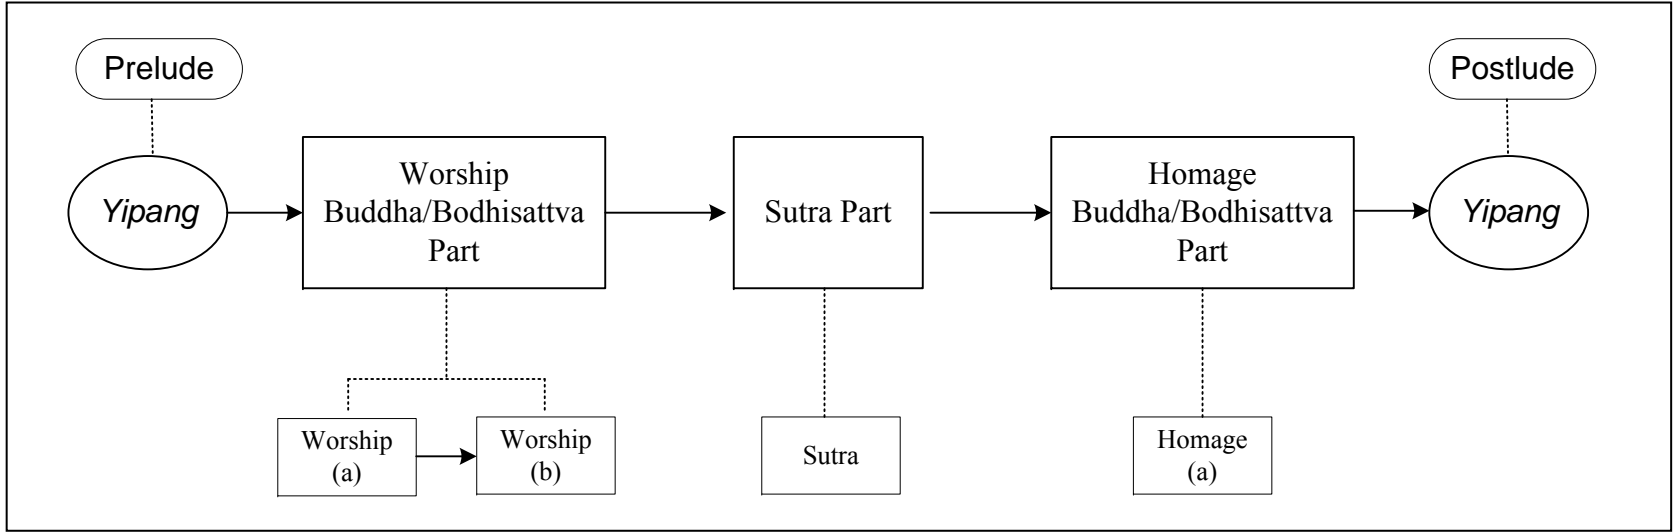 Prelude
Postlude
Yipang
Worship
Buddha/Bodhisattva
Part
Sutra Part
Homage
Buddha/Bodhisattva
Part
Yipang
Worship
(a)
Worship
(b)
Sutra
Homage
(a)